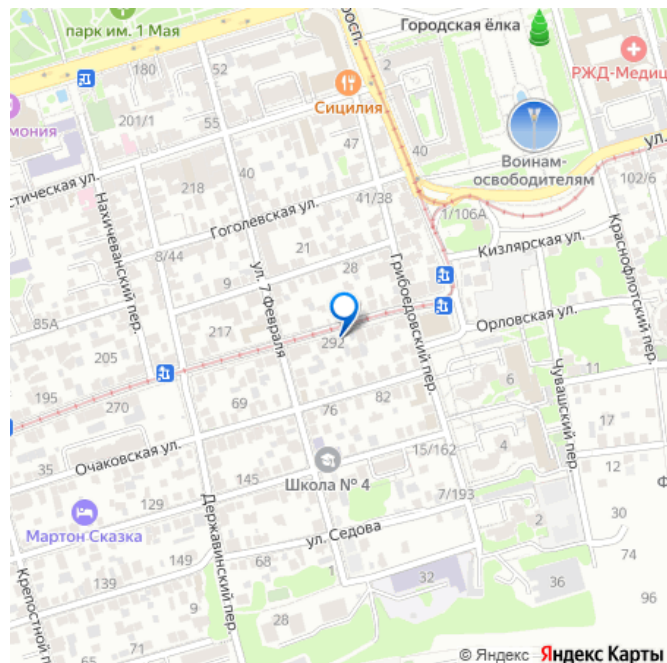 парк им. 1 Мая
просп.
Городская ёлка
180
52
2
РЖД-Медиц
Сицилия
201/1
55
мония
47
40
Воинам-
освободителям
ул.
102/6
стическая ул.
218
40
41/38
Гоголевская ул.
1/106А
Нахичеванский пер.
8/44
21
Кизлярская ул.
Краснофлотский пер.
28
9
ул. 7 Февраля
Грибоедовский пер.
85А
217
292
Орловская ул.
205
6
Чувашский пер.
11
195
270
69
76
82
17
Очаковская ул.
15/162
4
35
12
145
Школа № 4
7/193
Ф
129
30
Мартон Сказка
Державинский пер.
ул. Седова
2
149
68
74
Крепостной п
139
1
32
36
96
28
© Яндекс Яндекс Карты